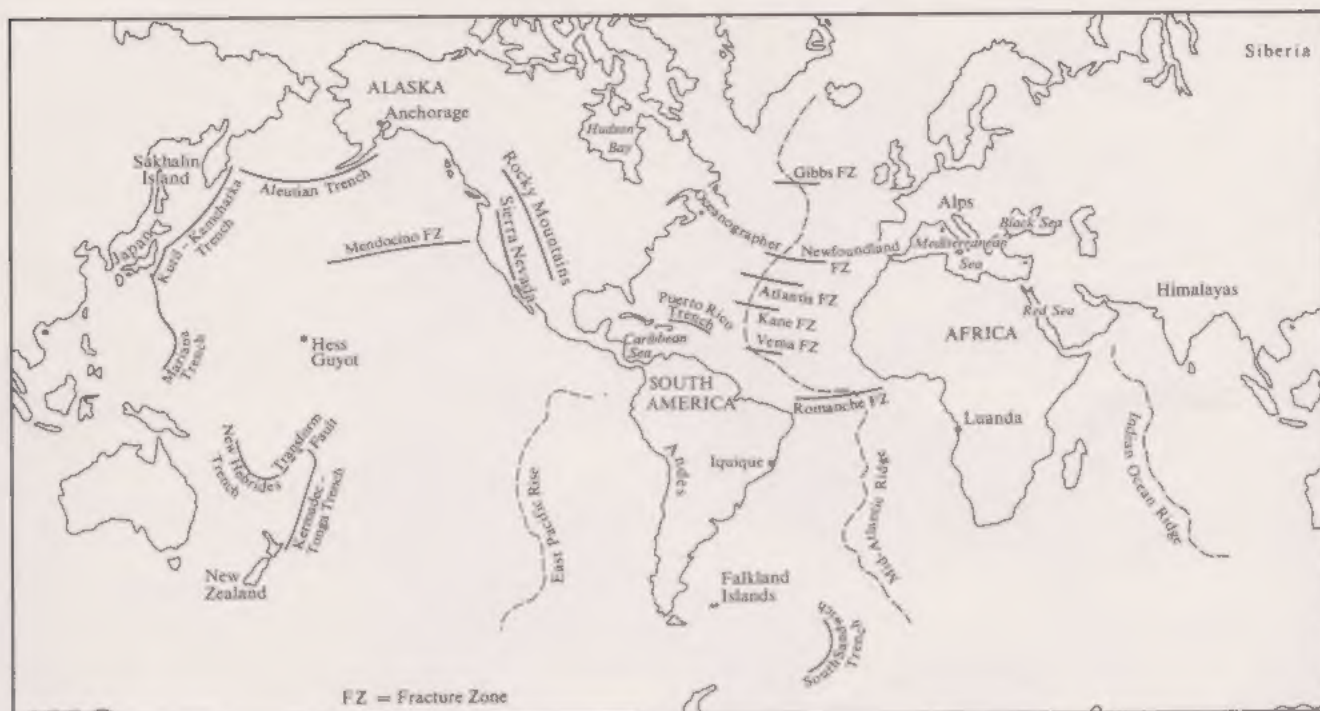 Siberia
ALASKA
Anchorage
Hudson
Bay
Sakhalin
Island
Aleutian Trench
Kuril - Kamchatka
Trench
Japan
Rocky Mountains
Sierra Nevada
Mendocino FZ
Gibbs FZ
Oceanographer
Newfoundland
FZ
Alps
Black Sea
Mediterranean
Sea
Atlantis FZ
Puerto Rico
Trench
Kane FZ
Vema FZ
Caribbean
Sea
Himalayas
Red Sea
AFRICA
Hess
Guyot
Mariana
Trench
SOUTH
AMERICA
Romanche FZ
Luanda
New Hebrides
Trench
Transform
Fault
Kermadec -
Tonga Trench
Iquique
Andes
East Pacific Rise
Mid-Atlantic Ridge
Indian Ocean Ridge
New
Zealand
Falkland
Islands
South Sandwich
Trench
FZ = Fracture Zone